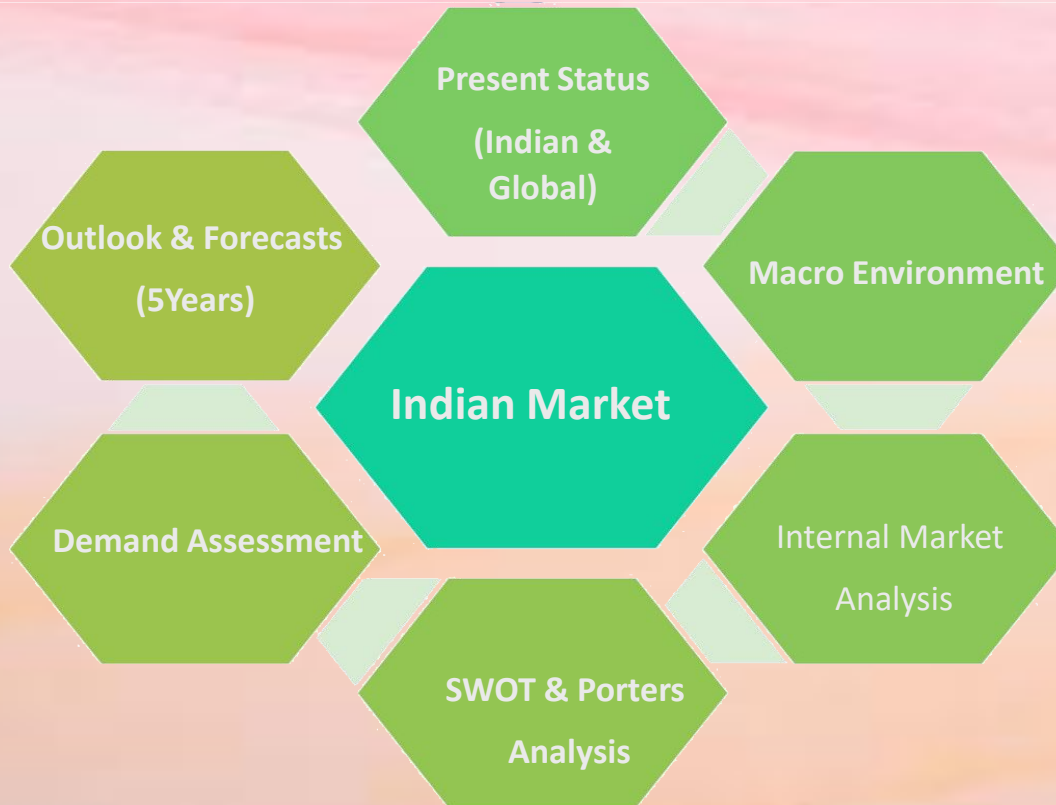 Present Status
(Indian &
Global)
Macro Environment
Internal Market
Analysis
SWOT & Porters
Analysis
Demand Assessment
Outlook & Forecasts
(5Years)
Indian Market